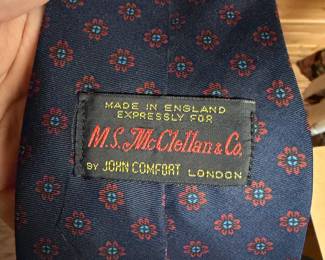 MADE IN ENGLAND
EXPRESSLY FOR
M.S. McClellan & Co.
BY JOHN COMFORT LONDON